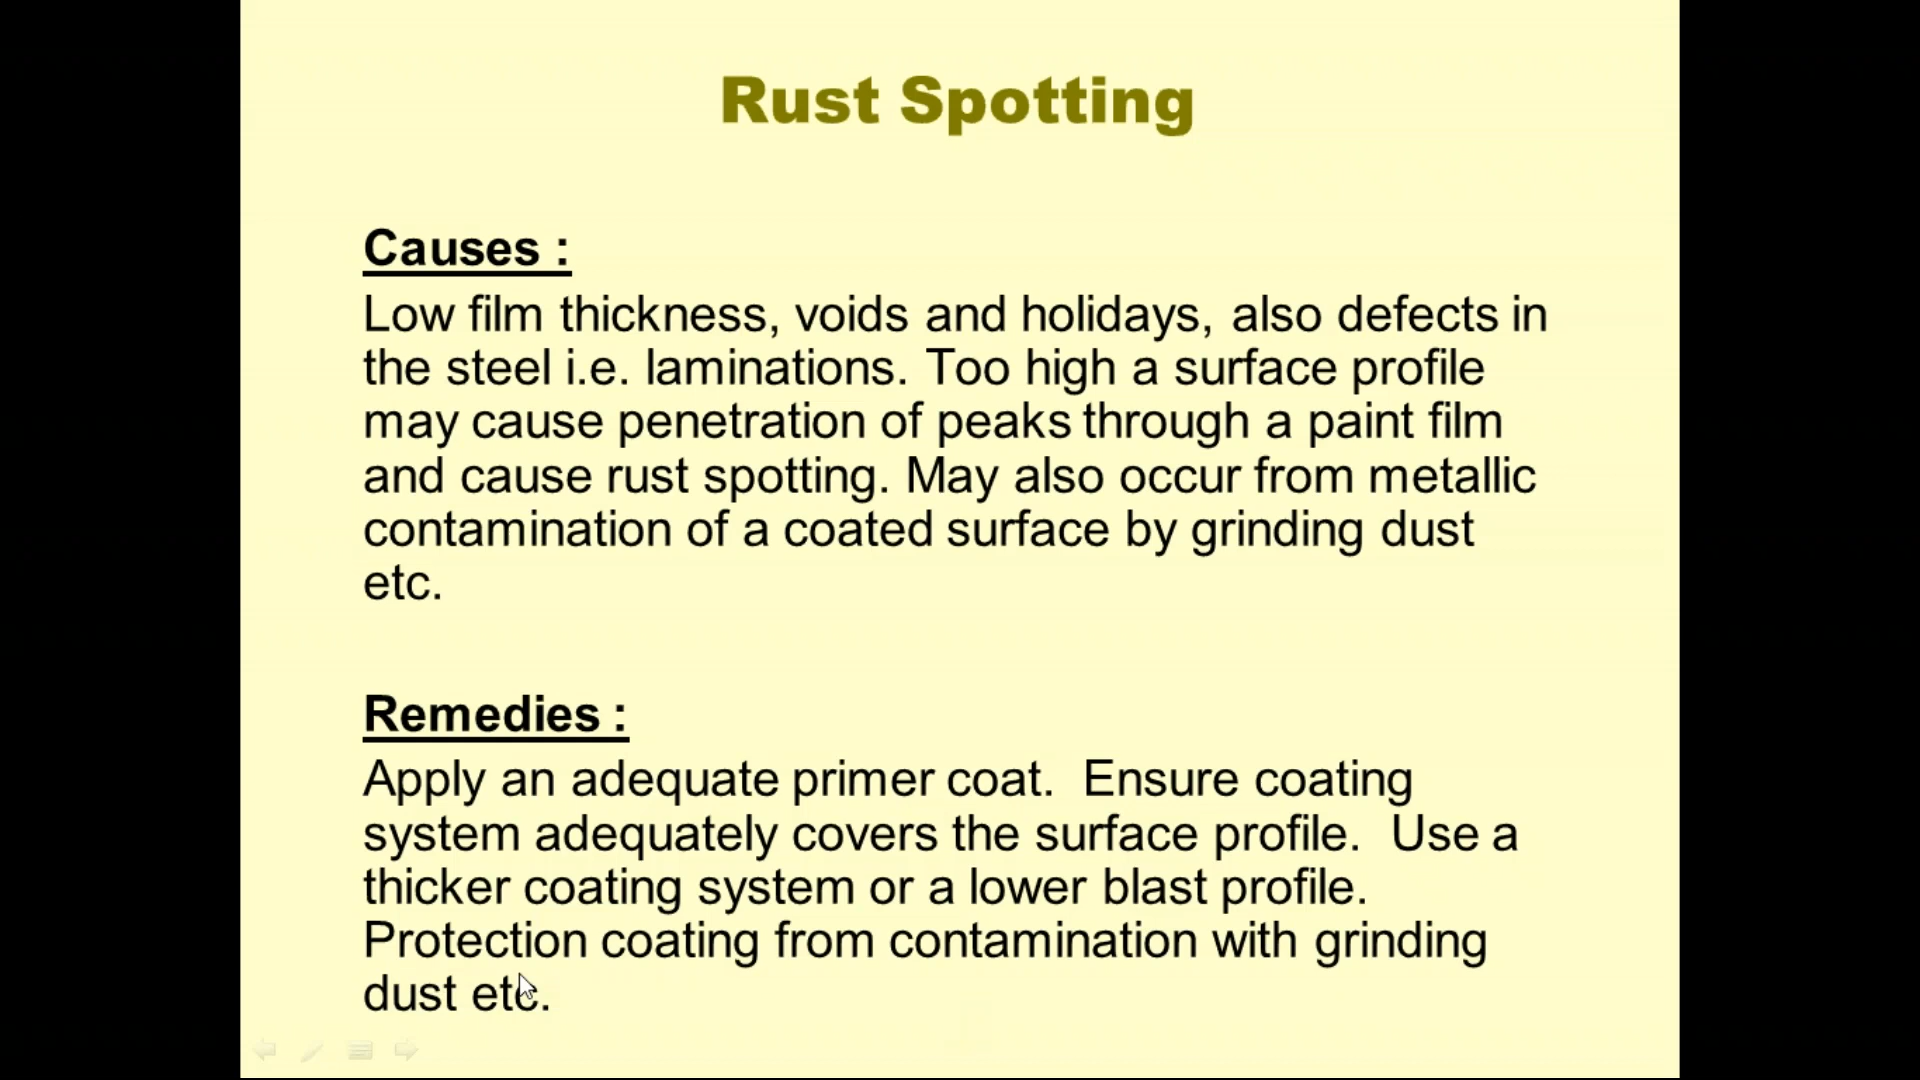 Rust Spotting
Causes :
Low film thickness, voids and holidays, also defects in
the steel i.e. laminations. Too high a surface profile
may cause penetration of peaks through a paint film
and cause rust spotting. May also occur from metallic
contamination of a coated surface by grinding dust
etc.
Remedies :
Apply an adequate primer coat.  Ensure coating
system adequately covers the surface profile.  Use a
thicker coating system or a lower blast profile.
Protection coating from contamination with grinding
dust etc.